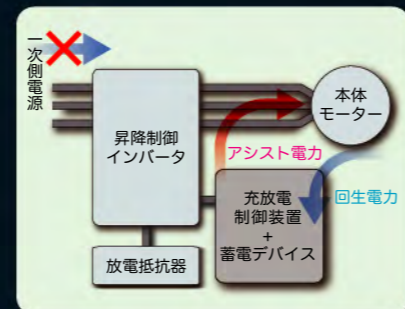 一次側電源
本体
モーター
昇降制御
インバータ
アシスト電力
充放電
制御装置
+
蓄電デバイス
回生電力
放電抵抗器